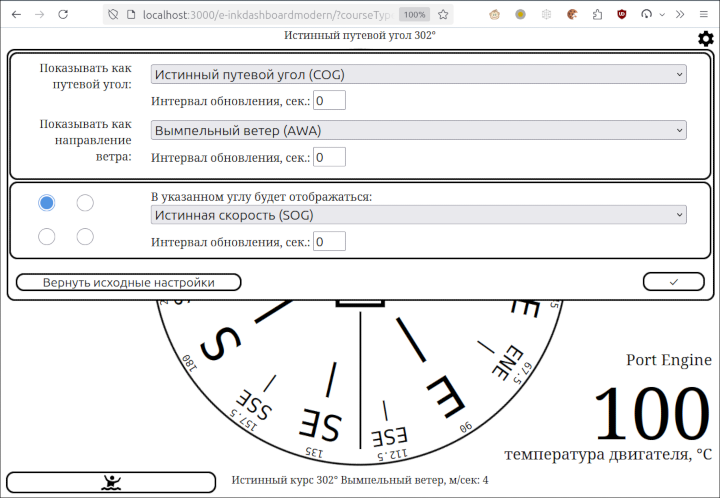 localhost:3000/e-inkdashboardmodern/?courseTyp
100%
Истинный путевой угол 302°
Показывать как
путевой угол:
Истинный путевой угол (COG)
Интервал обновления, сек.: 0
Показывать как
направление
ветра:
Вымпельный ветер (AWA)
Интервал обновления, сек.: 0
В указанном углу будет отображаться:
Истинная скорость (SOG)
Интервал обновления, сек.: 0
Вернуть исходные настройки
S
E
E
SSE
SE
ESE
ENE
180
157.5
135
112.5
90
67.5
Port Engine
100
температура двигателя, °C
Истинный курс 302° Вымпельный ветер, м/сек: 4